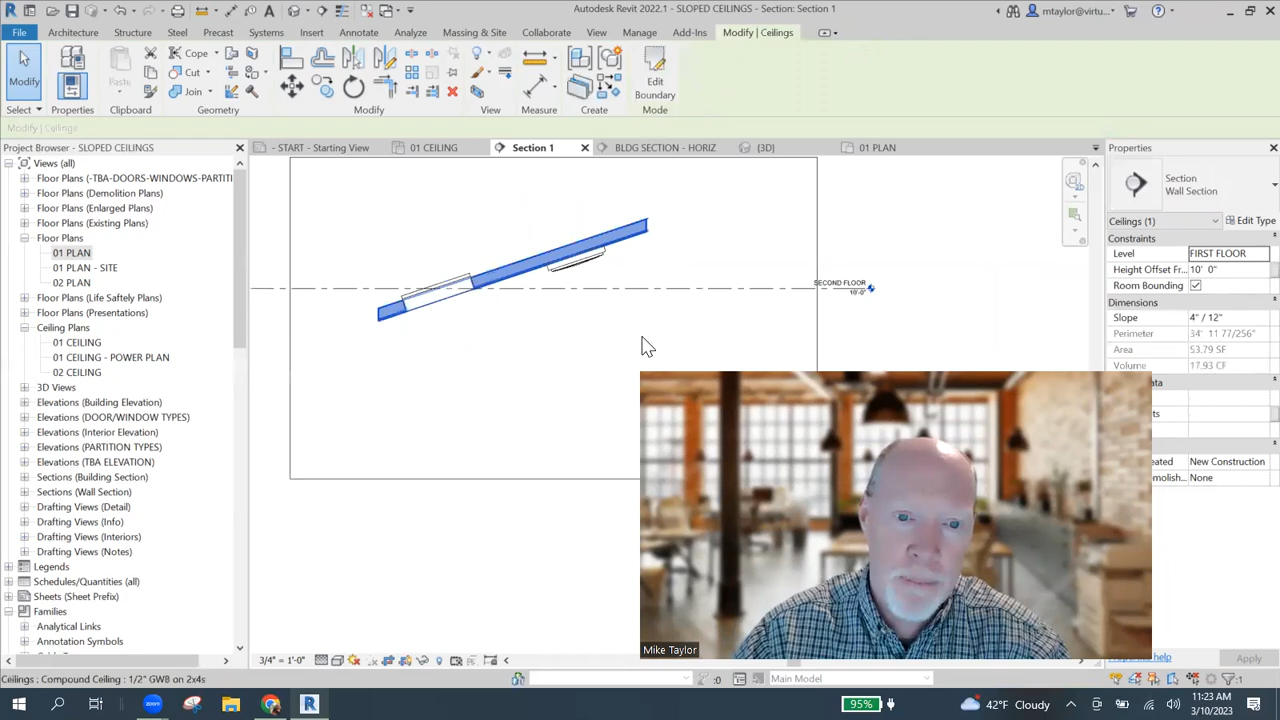 Autodesk Revit 2022.1 - SLOPED CEILINGS - Section: Section 1
mtaylor@virtu...
File
Architecture
Structure
Steel
Precast
Systems
Insert
Annotate
Analyze
Massing & Site
Collaborate
View
Manage
Add-Ins
Modify | Ceilings
Modify
Paste
Cope
Cut
Join
Edit
Boundary
Select
Properties
Clipboard
Geometry
Modify
View
Measure
Create
Mode
Modify | Ceilings
Project Browser - SLOPED CEILINGS
- START - Starting View
01 CEILING
Section 1
BLDG SECTION - HORIZ
{3D}
01 PLAN
Properties
Views (all)
Floor Plans (-TBA-DOORS-WINDOWS-PARTITI
Floor Plans (Demolition Plans)
Floor Plans (Enlarged Plans)
Floor Plans (Existing Plans)
Floor Plans
01 PLAN
01 PLAN - SITE
02 PLAN
Floor Plans (Life Saftely Plans)
Floor Plans (Presentations)
Ceiling Plans
01 CEILING
01 CEILING - POWER PLAN
02 CEILING
3D Views
Elevations (Building Elevation)
Elevations (DOOR/WINDOW TYPES)
Elevations (Interior Elevation)
Elevations (PARTITION TYPES)
Elevations (TBA ELEVATION)
Sections (Building Section)
Sections (Wall Section)
Drafting Views (Detail)
Drafting Views (Info)
Drafting Views (Interiors)
Drafting Views (Notes)
Legends
Schedules/Quantities (all)
Sheets (Sheet Prefix)
Families
Analytical Links
Annotation Symbols
SECOND FLOOR
10'-0"
Section
Wall Section
Ceilings (1)
Edit Type
Constraints
Level
FIRST FLOOR
Height Offset Fr...
10' 0"
Room Bounding
Dimensions
Slope
4" / 12"
Perimeter
34' 11 77/256"
Area
53.79 SF
Volume
17.93 CF
Data
New Construction
None
Properties help
Apply
Mike Taylor
3/4" = 1'-0"
Ceilings : Compound Ceiling : 1/2" GWB on 2x4s
:0
Main Model
:1
95%
42°F Cloudy
11:23 AM
3/10/2023